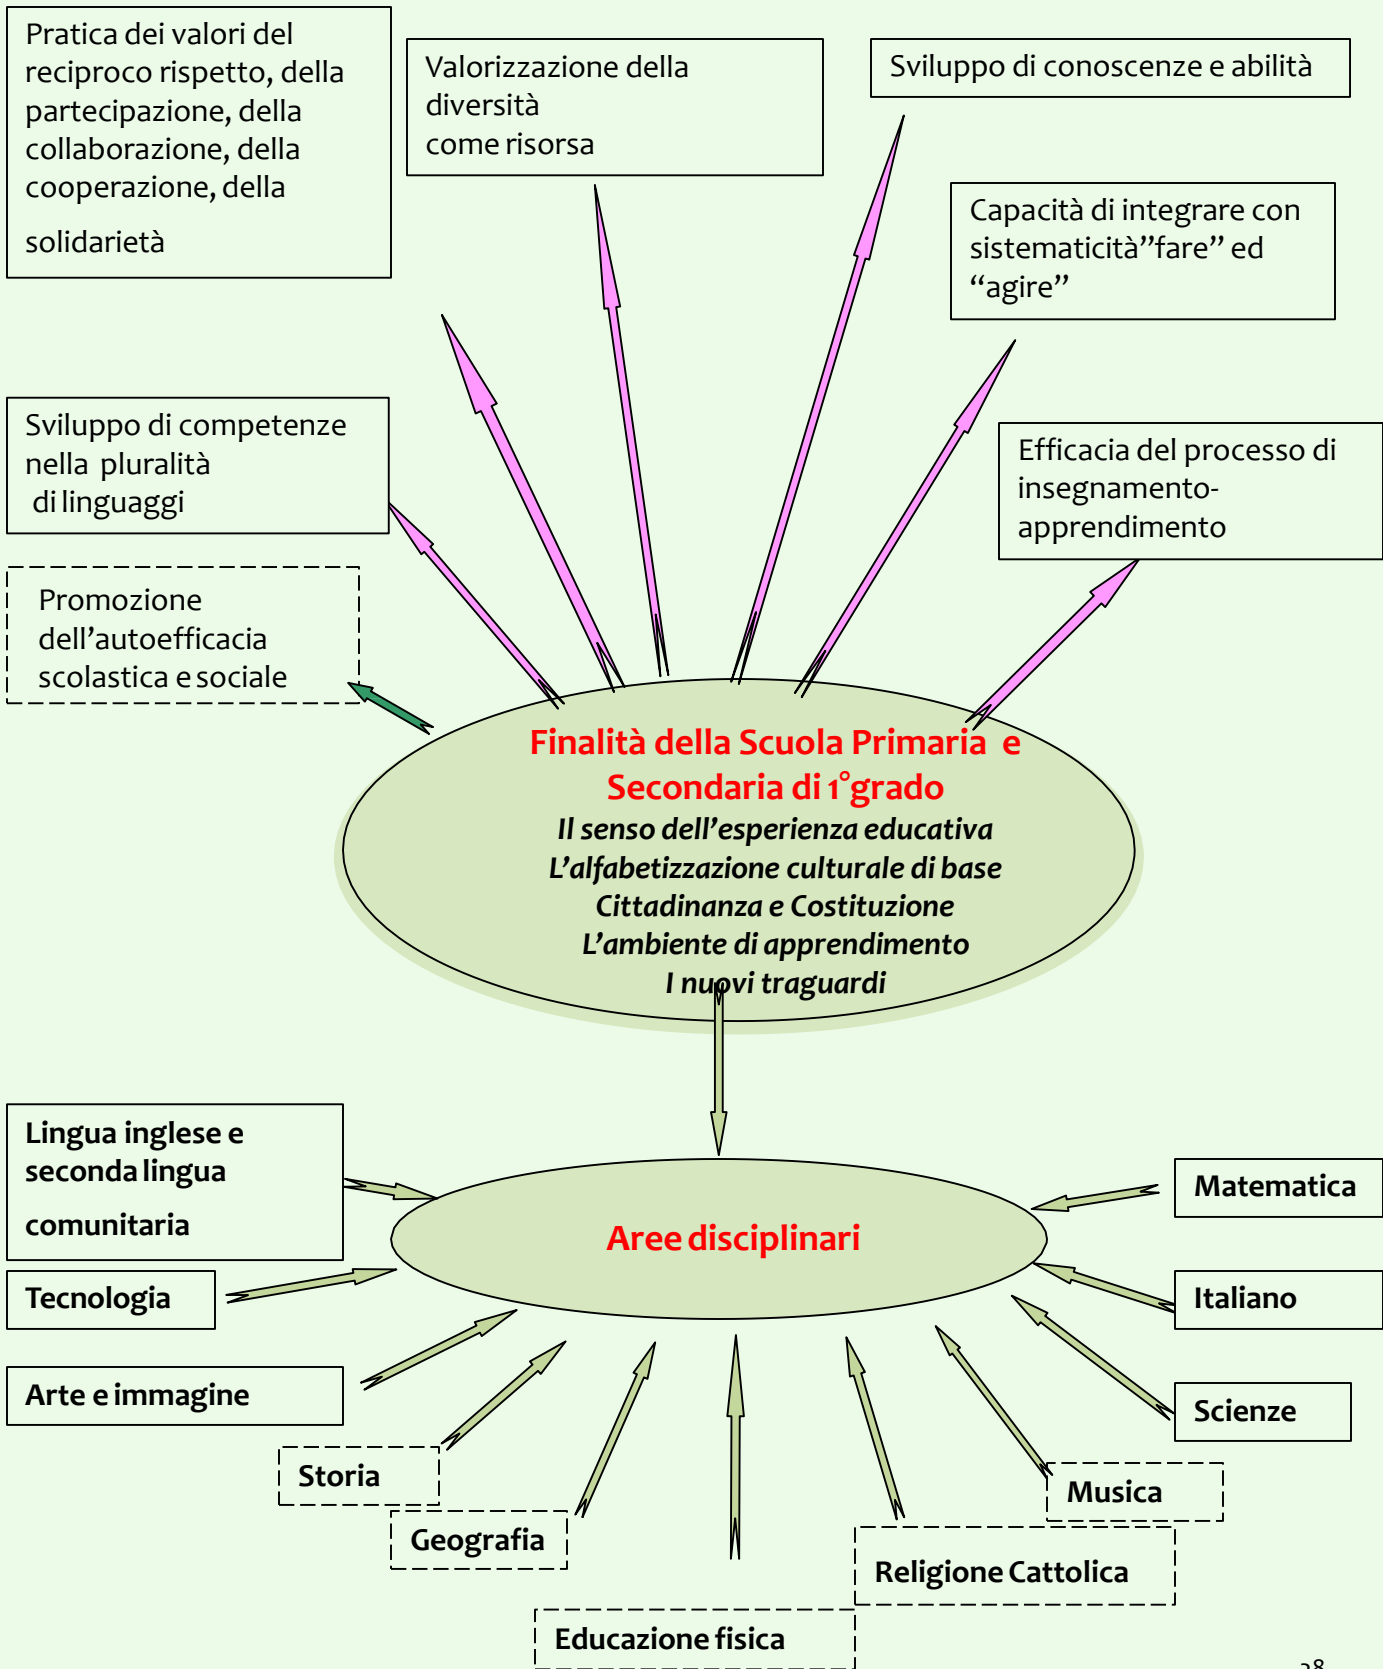 Pratica dei valori del
reciproco rispetto, della
partecipazione, della
collaborazione, della
cooperazione, della
solidarietà
Valorizzazione della
diversità
come risorsa
Sviluppo di conoscenze e abilità
Capacità di integrare con
sistematicità”fare” ed
“agire”
Sviluppo di competenze
nella pluralità
di linguaggi
Efficacia del processo di
insegnamento-
apprendimento
Promozione
dell’autoefficacia
scolastica e sociale
Finalità della Scuola Primaria e
Secondaria di 1°grado
Il senso dell’esperienza educativa
L’alfabetizzazione culturale di base
Cittadinanza e Costituzione
L’ambiente di apprendimento
I nuovi traguardi
Lingua inglese e
seconda lingua
comunitaria
Matematica
Aree disciplinari
Tecnologia
Italiano
Arte e immagine
Scienze
Storia
Musica
Geografia
Religione Cattolica
Educazione fisica